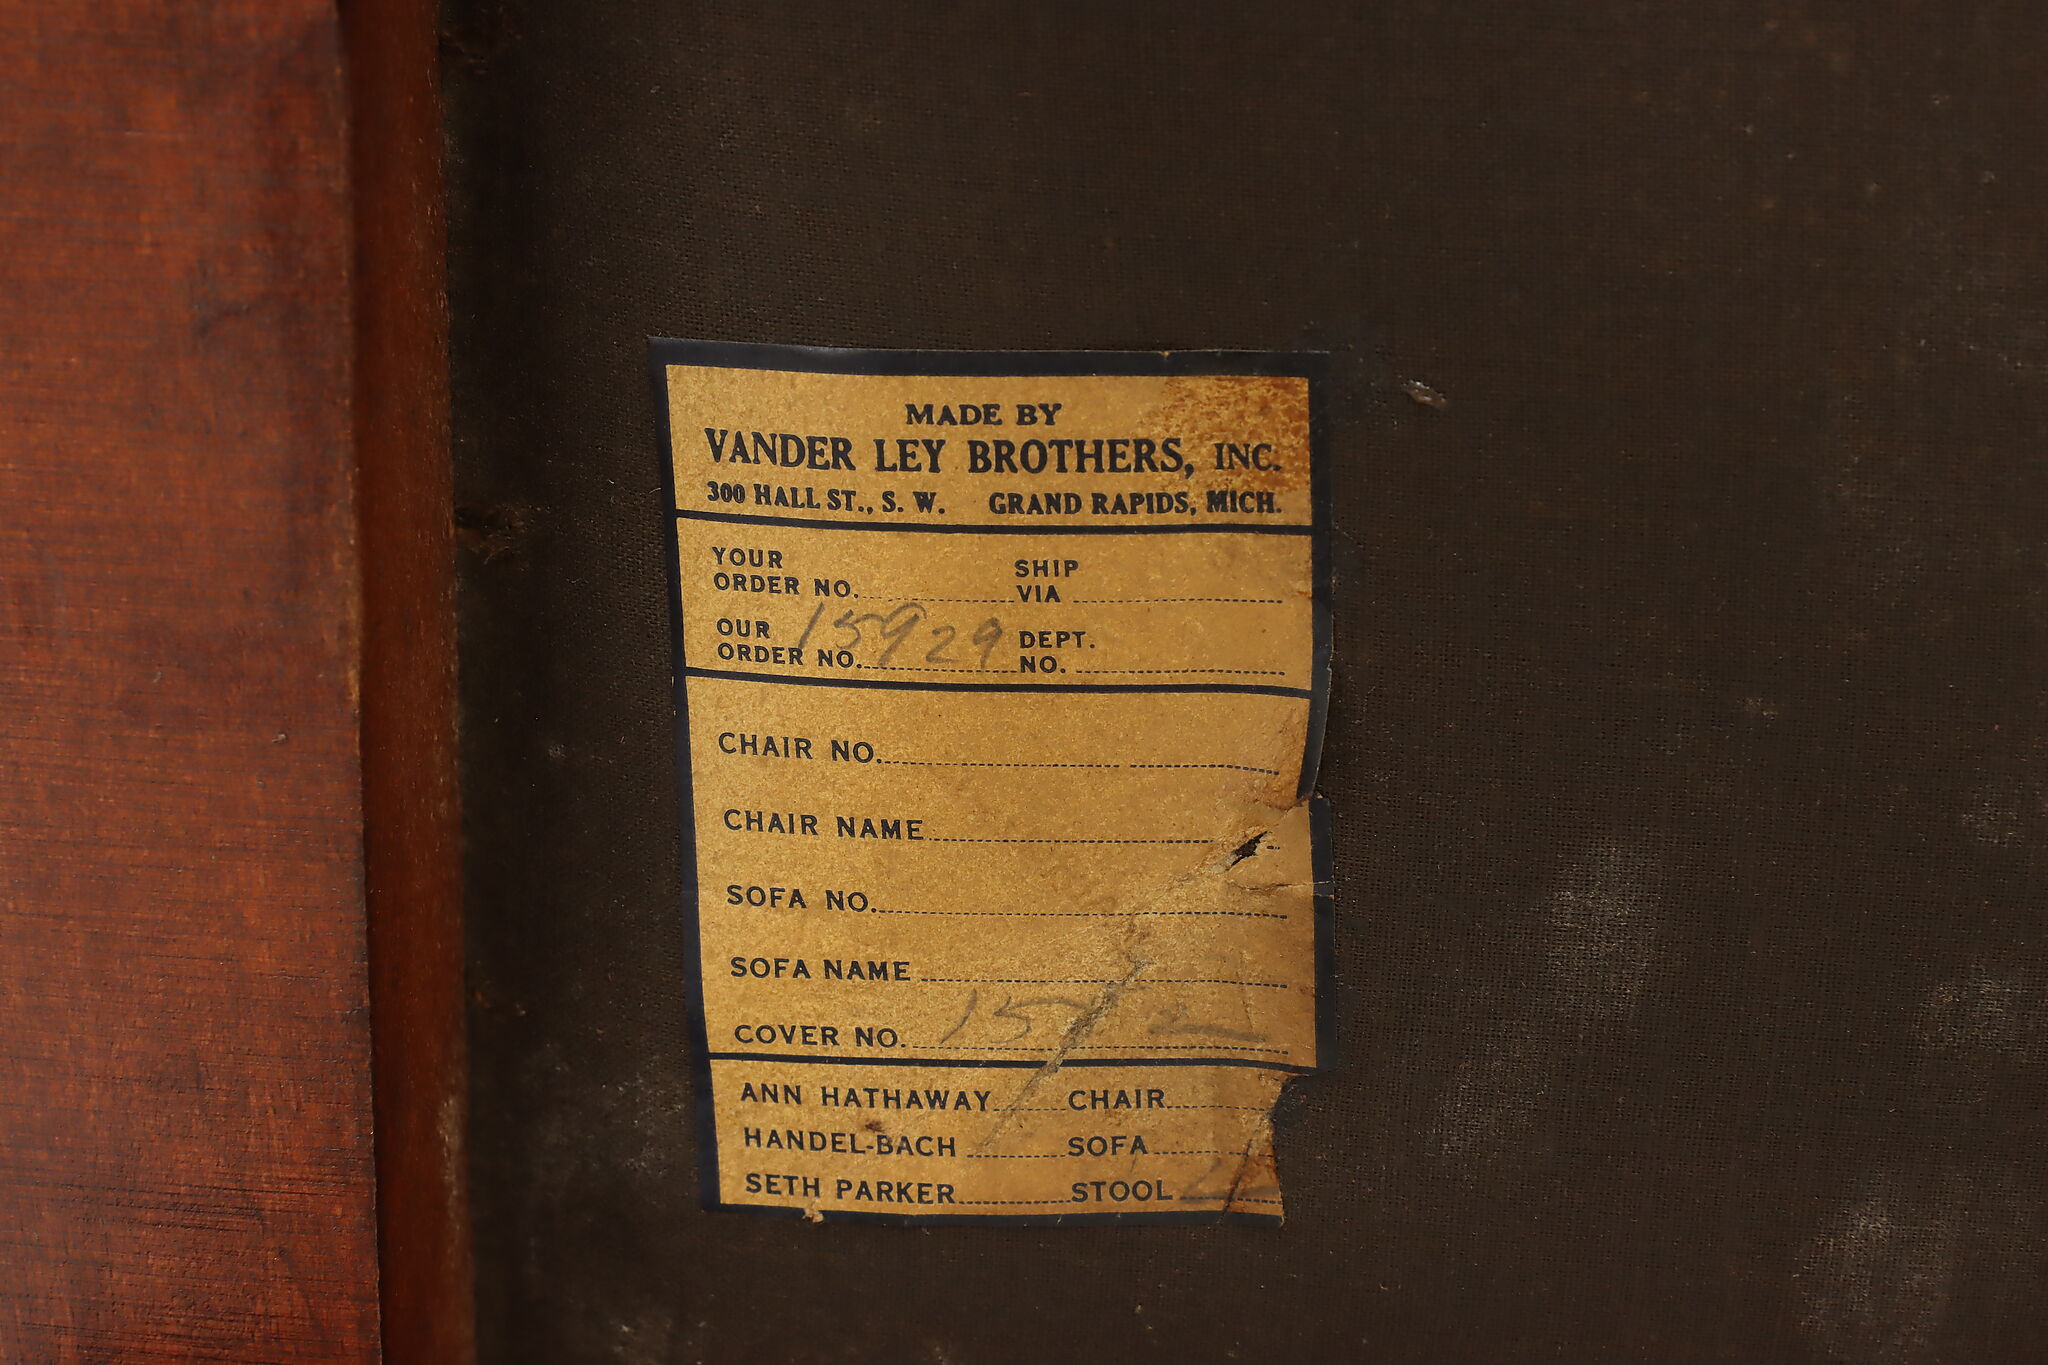 MADE BY
VANDER LEY BROTHERS, INC.
300 HALL ST., S. W. GRAND RAPIDS, MICH.
YOUR ORDER NO. SHIP VIA
OUR ORDER NO. 15929 DEPT. NO.
CHAIR NO.
CHAIR NAME
SOFA NO.
SOFA NAME
COVER NO.
ANN HATHAWAY CHAIR
HANDEL-BACH SOFA
SETH PARKER STOOL